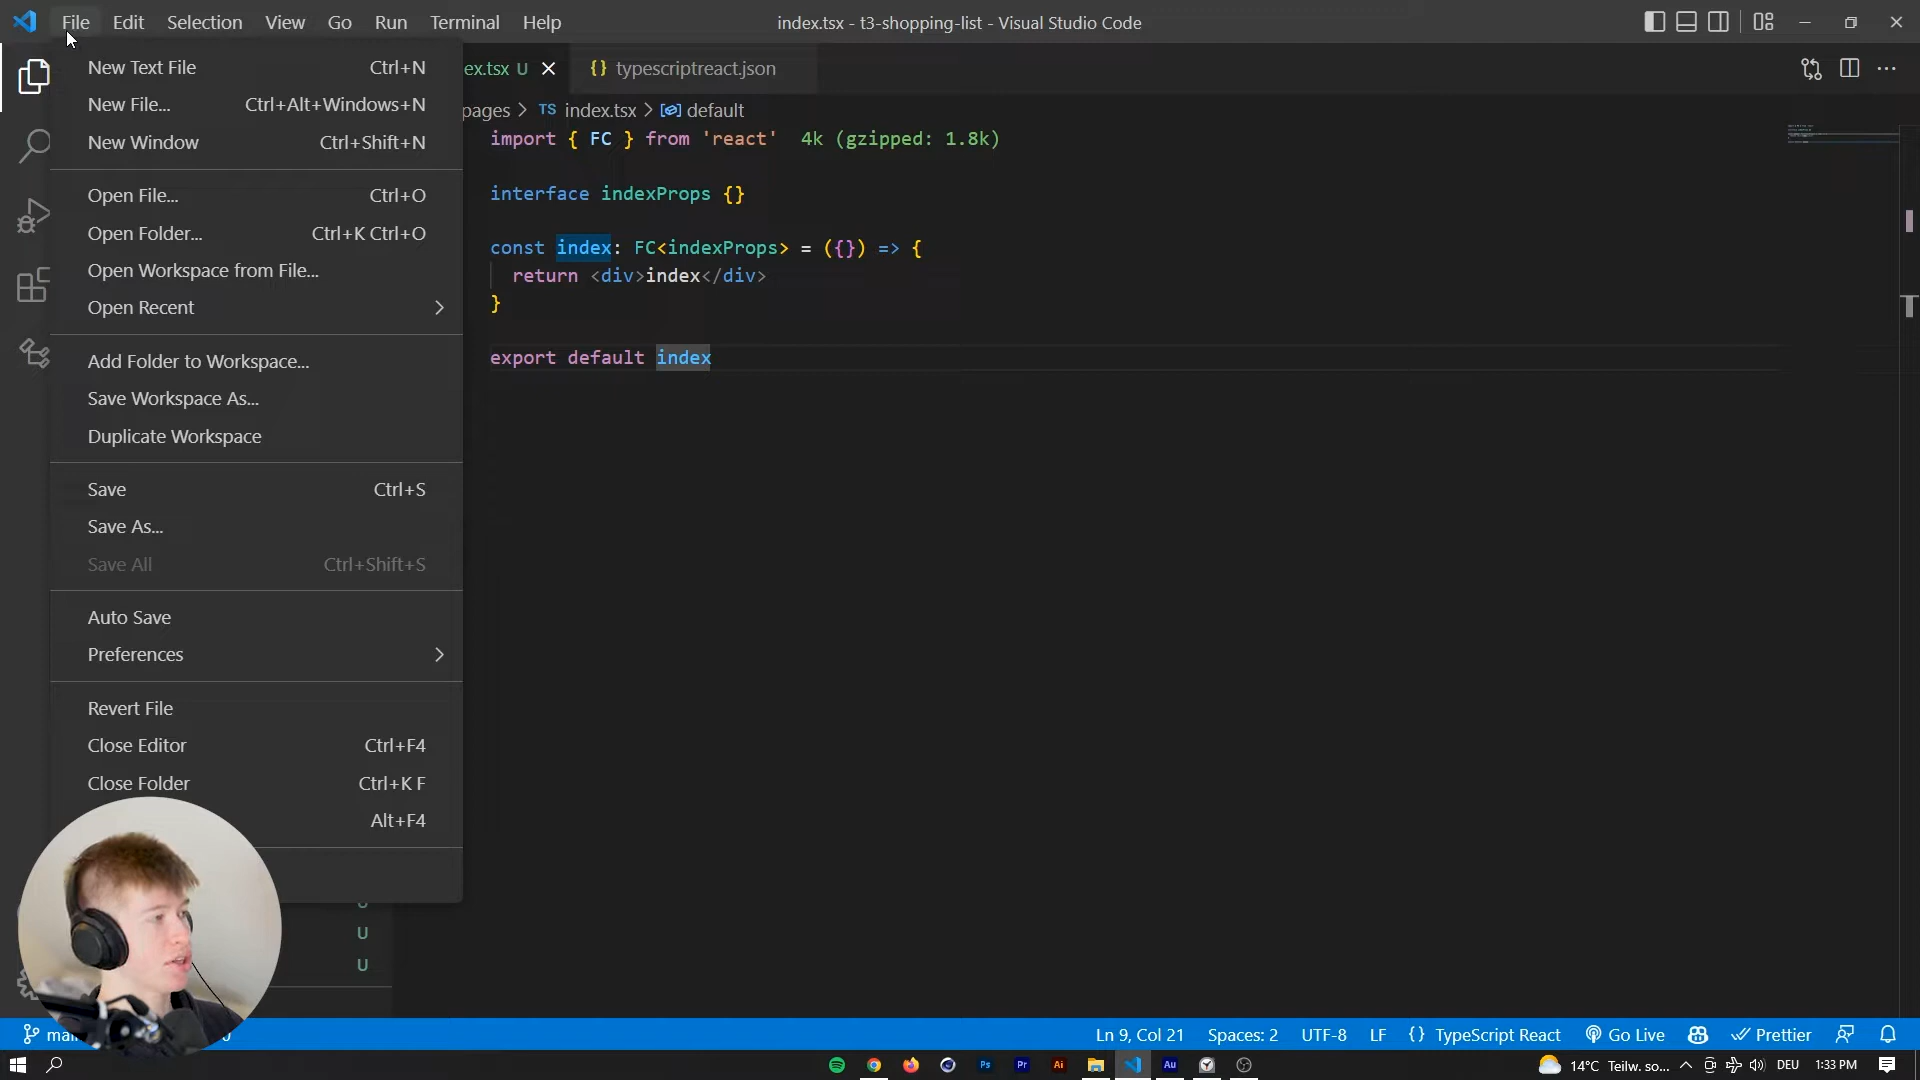 File Edit Selection View Go Run Terminal Help
index.tsx - t3-shopping-list - Visual Studio Code
New Text File Ctrl+N
New File... Ctrl+Alt+Windows+N
New Window Ctrl+Shift+N
Open File... Ctrl+O
Open Folder... Ctrl+K Ctrl+O
Open Workspace from File...
Open Recent
Add Folder to Workspace...
Save Workspace As...
Duplicate Workspace
Save Ctrl+S
Save As...
Save All Ctrl+Shift+S
Auto Save
Preferences
Revert File
Close Editor Ctrl+F4
Close Folder Ctrl+K F
Alt+F4
U
U
U
ex.tsx U {} typescriptreact.json
pages > TS index.tsx > default
import { FC } from 'react' 4k (gzipped: 1.8k)
interface indexProps {}
const index: FC<indexProps> = ({}) => {
return <div>index</div>
}
export default index
Ln 9, Col 21 Spaces: 2 UTF-8 LF {} TypeScript React Go Live Prettier
Ps Pr Ai Au 14°C Teilw. so... DEU 1:33 PM